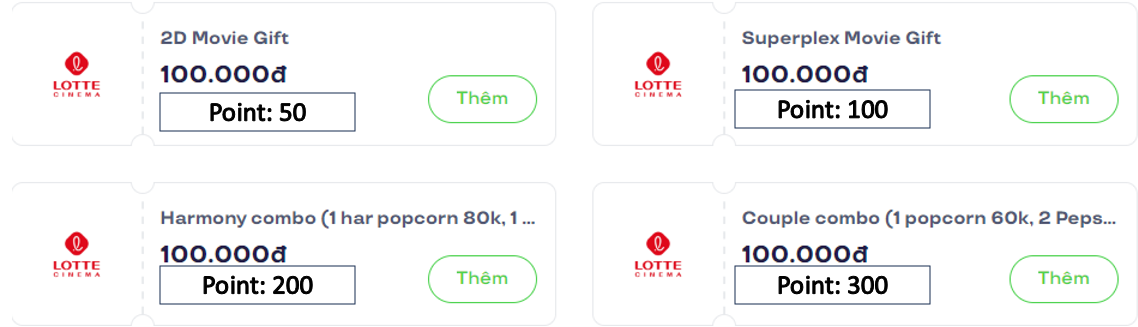 2D Movie Gift
LOTTE
CINEMA
100.000đ
Point: 50
Thêm
Superplex Movie Gift
LOTTE
CINEMA
100.000đ
Point: 100
Thêm
Harmony combo (1 har popcorn 80k, 1 ...
LOTTE
CINEMA
100.000đ
Point: 200
Thêm
Couple combo (1 popcorn 60k, 2 Peps...
LOTTE
CINEMA
100.000đ
Point: 300
Thêm